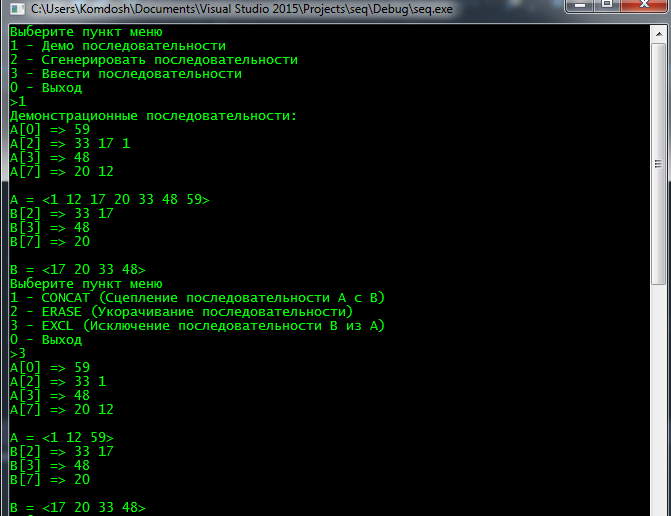 C:\Users\Komdosh\Documents\Visual Studio 2015\Projects\seq\Debug\seq.exe
Выберите пункт меню
1 - Демо последовательности
2 - Сгенерировать последовательности
3 - Ввести последовательности
0 - Выход
>1
Демонстрационные последовательности:
A[0] => 59
A[2] => 33 17 1
A[3] => 48
A[7] => 20 12
A = <1 12 17 20 33 48 59>
B[2] => 33 17
B[3] => 48
B[7] => 20
B = <17 20 33 48>
Выберите пункт меню
1 - CONCAT (Сцепление последовательности A с B)
2 - ERASE (Укорачивание последовательности)
3 - EXCL (Исключение последовательности B из A)
0 - Выход
>3
A[0] => 59
A[2] => 33 1
A[3] => 48
A[7] => 20 12
A = <1 12 59>
B[2] => 33 17
B[3] => 48
B[7] => 20
B = <17 20 33 48>